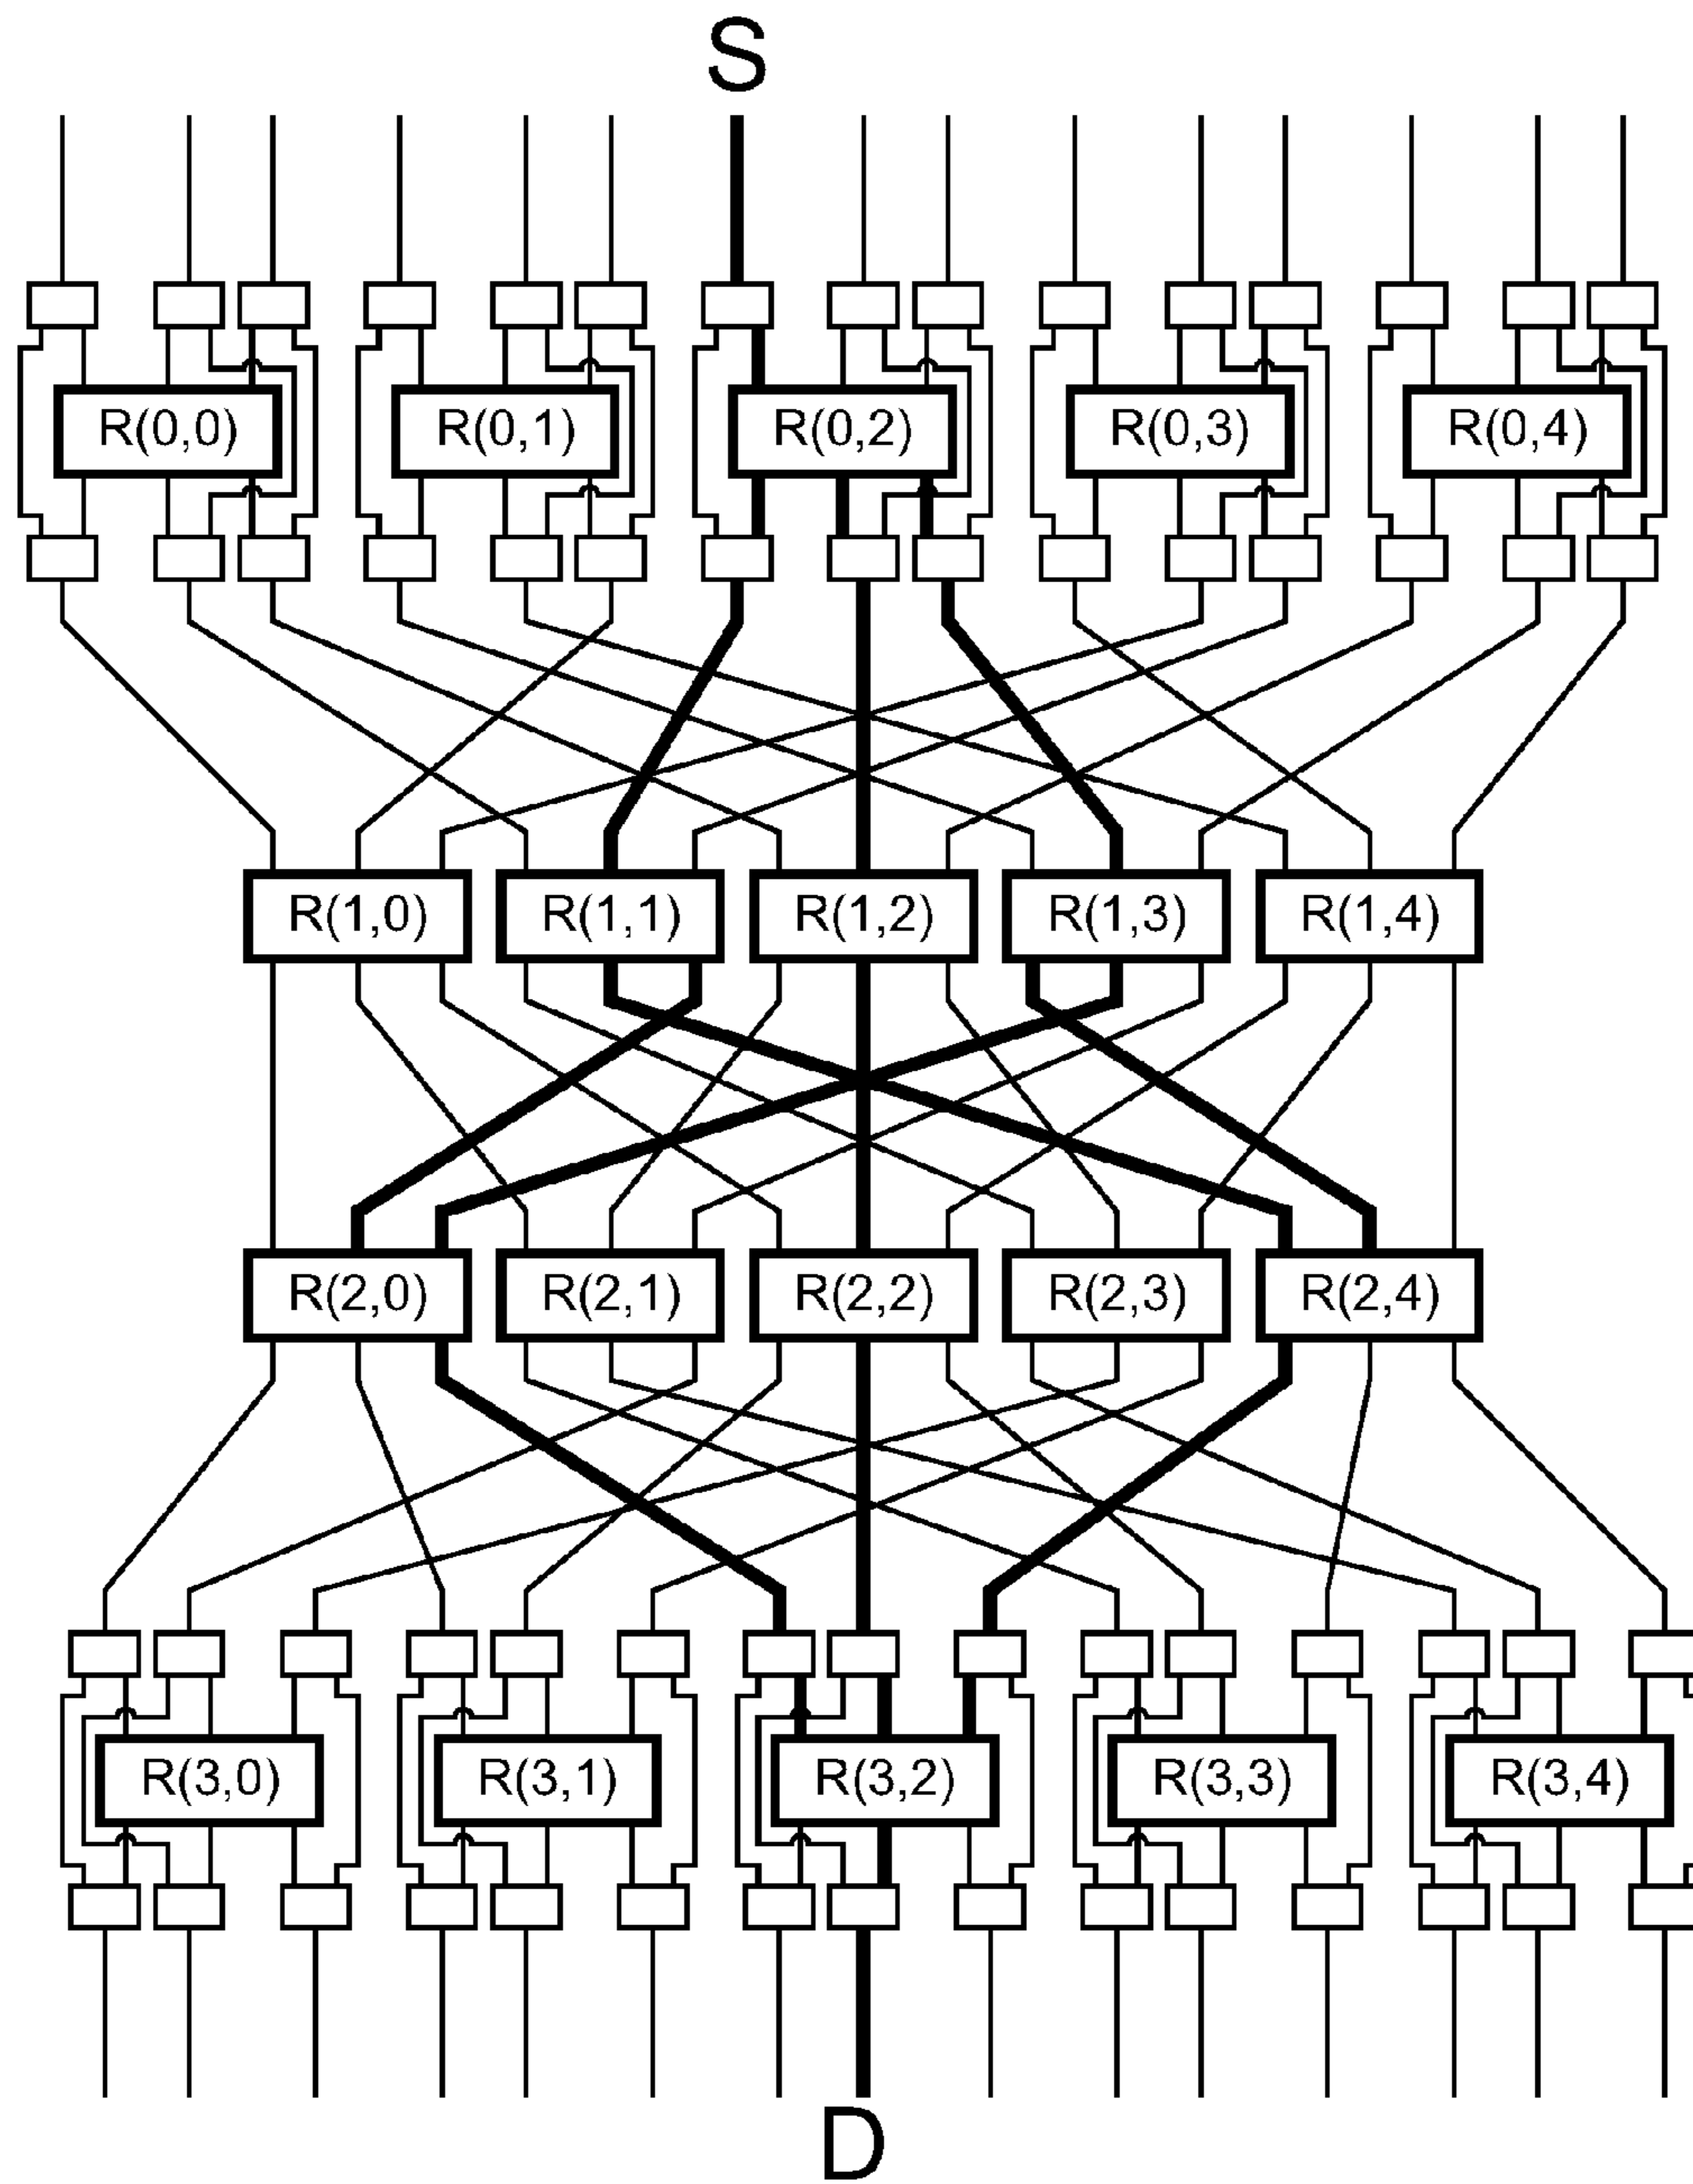 S
R(0,0) R(0,1) R(0,2) R(0,3) R(0,4)
R(1,0) R(1,1) R(1,2) R(1,3) R(1,4)
R(2,0) R(2,1) R(2,2) R(2,3) R(2,4)
R(3,0) R(3,1) R(3,2) R(3,3) R(3,4)
D